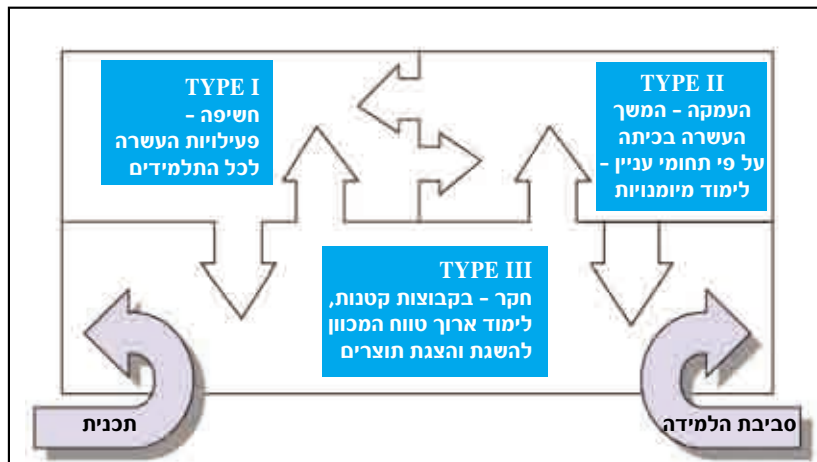 TYPE I
חשיפה –
פעילויות העשרה
לכל התלמידים
TYPE II
העמקה – המשך
העשרה בכיתה
על פי תחומי עניין –
לימוד מיומנויות
TYPE III
חקר – בקבוצות קטנות,
לימוד ארוך טווח המכוון
להשגת והצגת תוצרים
תכנית
סביבת הלמידה